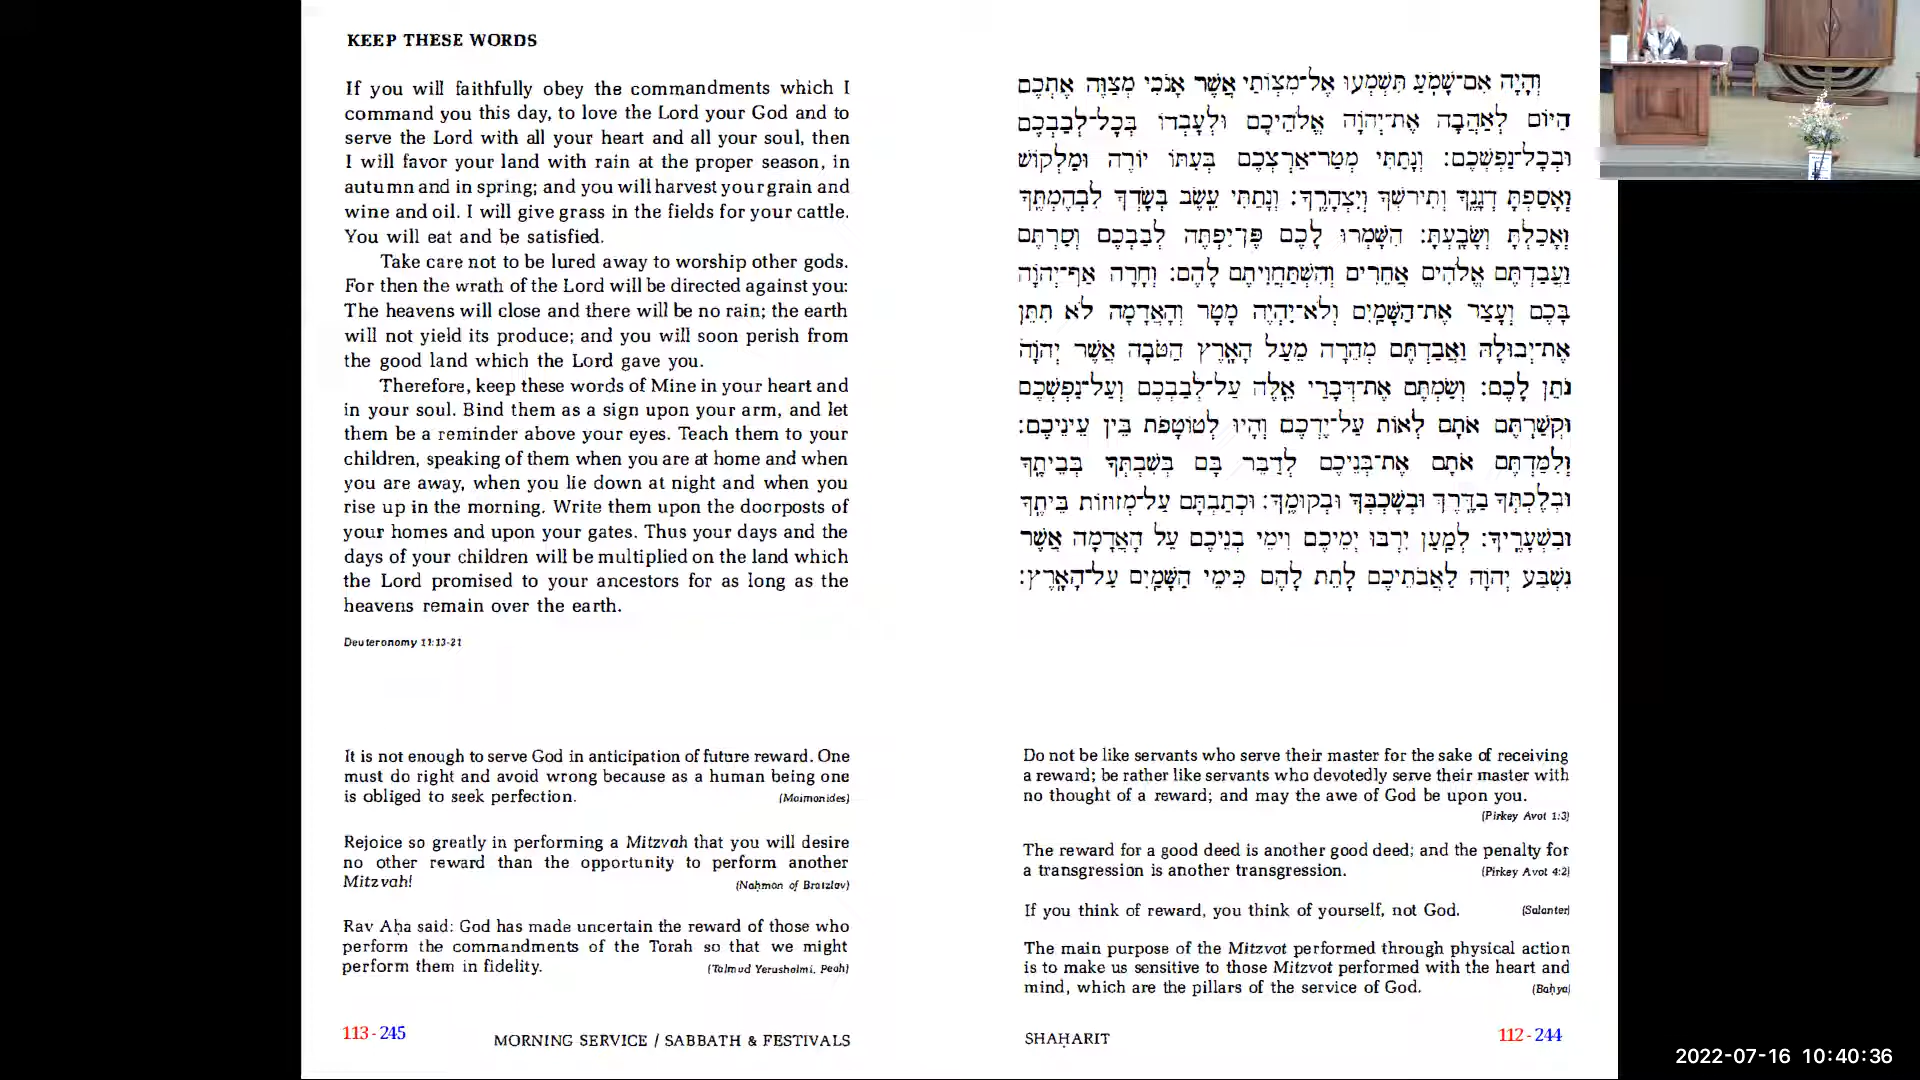 KEEP THESE WORDS
If you will faithfully obey the commandments which I
command you this day, to love the Lord your God and to
serve the Lord with all your heart and all your soul, then
I will favor your land with rain at the proper season, in
autumn and in spring; and you will harvest your grain and
wine and oil. I will give grass in the fields for your cattle.
You will eat and be satisfied.
Take care not to be lured away to worship other gods.
For then the wrath of the Lord will be directed against you:
The heavens will close and there will be no rain; the earth
will not yield its produce; and you will soon perish from
the good land which the Lord gave you.
Therefore, keep these words of Mine in your heart and
in your soul. Bind them as a sign upon your arm, and let
them be a reminder above your eyes. Teach them to your
children, speaking of them when you are at home and when
you are away, when you lie down at night and when you
rise up in the morning. Write them upon the doorposts of
your homes and upon your gates. Thus your days and the
days of your children will be multiplied on the land which
the Lord promised to your ancestors for as long as the
heavens remain over the earth.
Deuteronomy 11:13-21
It is not enough to serve God in anticipation of future reward. One
must do right and avoid wrong because as a human being one
is obliged to seek perfection. (Maimonides)
Rejoice so greatly in performing a Mitzvah that you will desire
no other reward than the opportunity to perform another
Mitzvah! (Naḥman of Bratzlav)
Rav Aḥa said: God has made uncertain the reward of those who
perform the commandments of the Torah so that we might
perform them in fidelity. (Talmud Yerushalmi, Peah)
113 - 245 MORNING SERVICE / SABBATH & FESTIVALS
וְהָיָה אִם־שָׁמֹעַ תִּשְׁמְעוּ אֶל־מִצְוֹתַי אֲשֶׁר אָנֹכִי מְצַוֶּה אֶתְכֶם
הַיּוֹם לְאַהֲבָה אֶת־יְהֹוָה אֱלֹהֵיכֶם וּלְעָבְדוֹ בְּכָל־לְבַבְכֶם
וּבְכָל־נַפְשְׁכֶם: וְנָתַתִּי מְטַר־אַרְצְכֶם בְּעִתּוֹ יוֹרֶה וּמַלְקוֹשׁ
וְאָסַפְתָּ דְגָנֶךָ וְתִירֹשְׁךָ וְיִצְהָרֶךָ: וְנָתַתִּי עֵשֶׂב בְּשָׂדְךָ לִבְהֶמְתֶּךָ
וְאָכַלְתָּ וְשָׂבָעְתָּ: הִשָּׁמְרוּ לָכֶם פֶּן־יִפְתֶּה לְבַבְכֶם וְסַרְתֶּם
וַעֲבַדְתֶּם אֱלֹהִים אֲחֵרִים וְהִשְׁתַּחֲוִיתֶם לָהֶם: וְחָרָה אַף־יְהֹוָה
בָּכֶם וְעָצַר אֶת־הַשָּׁמַיִם וְלֹא־יִהְיֶה מָטָר וְהָאֲדָמָה לֹא תִתֵּן
אֶת־יְבוּלָהּ וַאֲבַדְתֶּם מְהֵרָה מֵעַל הָאָרֶץ הַטֹּבָה אֲשֶׁר יְהֹוָה
נֹתֵן לָכֶם: וְשַׂמְתֶּם אֶת־דְּבָרַי אֵלֶּה עַל־לְבַבְכֶם וְעַל־נַפְשְׁכֶם
וּקְשַׁרְתֶּם אֹתָם לְאוֹת עַל־יֶדְכֶם וְהָיוּ לְטוֹטָפֹת בֵּין עֵינֵיכֶם:
וְלִמַּדְתֶּם אֹתָם אֶת־בְּנֵיכֶם לְדַבֵּר בָּם בְּשִׁבְתְּךָ בְּבֵיתֶךָ
וּבְלֶכְתְּךָ בַדֶּרֶךְ וּבְשָׁכְבְּךָ וּבְקוּמֶךָ: וּכְתַבְתָּם עַל־מְזוּזוֹת בֵּיתֶךָ
וּבִשְׁעָרֶיךָ: לְמַעַן יִרְבּוּ יְמֵיכֶם וִימֵי בְנֵיכֶם עַל הָאֲדָמָה אֲשֶׁר
נִשְׁבַּע יְהֹוָה לַאֲבֹתֵיכֶם לָתֵת לָהֶם כִּימֵי הַשָּׁמַיִם עַל־הָאָרֶץ:
Do not be like servants who serve their master for the sake of receiving
a reward; be rather like servants who devotedly serve their master with
no thought of a reward; and may the awe of God be upon you.
(Pirkey Avot 1:3)
The reward for a good deed is another good deed; and the penalty for
a transgression is another transgression. (Pirkey Avot 4:2)
If you think of reward, you think of yourself, not God. (Salanter)
The main purpose of the Mitzvot performed through physical action
is to make us sensitive to those Mitzvot performed with the heart and
mind, which are the pillars of the service of God. (Baḥya)
SHAḤARIT 112 - 244
2022-07-16 10:40:36